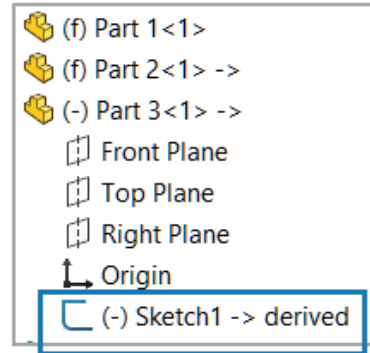 (f) Part 1<1>
(f) Part 2<1> ->
(-) Part 3<1> ->
Front Plane
Top Plane
Right Plane
Origin
(-) Sketch1 -> derived